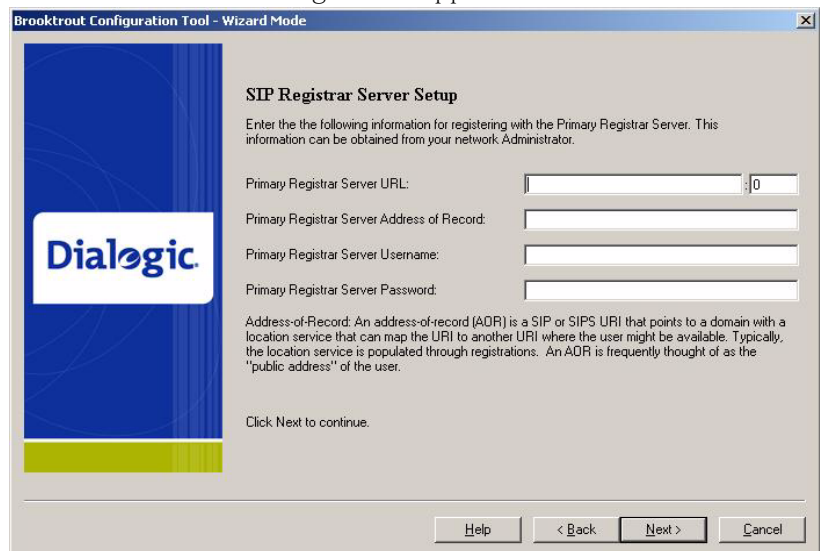 Brooktrout Configuration Tool - Wizard Mode
SIP Registrar Server Setup
Enter the the following information for registering with the Primary Registrar Server. This
information can be obtained from your network Administrator.
Primary Registrar Server URL:
: 0
Primary Registrar Server Address of Record:
Primary Registrar Server Username:
Primary Registrar Server Password:
Dialogic.
Address-of-Record: An address-of-record (AOR) is a SIP or SIPS URI that points to a domain with a
location service that can map the URI to another URI where the user might be available. Typically,
the location service is populated through registrations. An AOR is frequently thought of as the
"public address" of the user.
Click Next to continue.
Help
< Back
Next >
Cancel